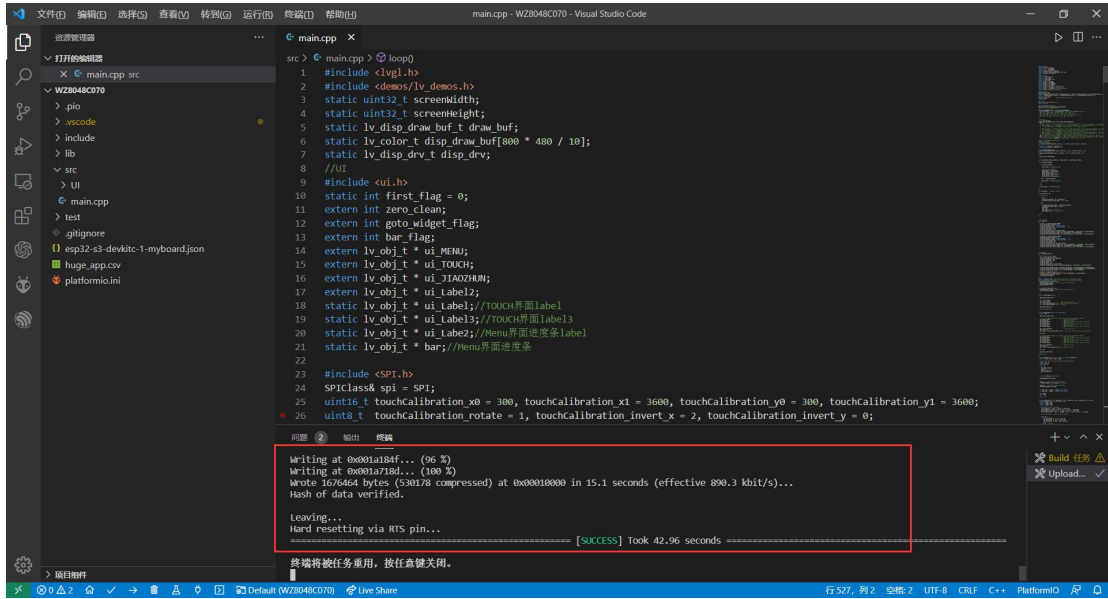 文件(F) 编辑(E) 选择(S) 查看(V) 转到(G) 运行(R) 终端(T) 帮助(H) main.cpp - WZ8048C070 - Visual Studio Code
资源管理器
打开的编辑器
main.cpp src
WZ8048C070
.pio
.vscode
include
lib
src
UI
main.cpp
test
.gitignore
esp32-s3-devkitc-1-myboard.json
huge_app.csv
platformio.ini
项目组件
main.cpp
src > main.cpp > loop()
1 #include <lvgl.h>
2 #include <demos/lv_demos.h>
3 static uint32_t screenWidth;
4 static uint32_t screenHeight;
5 static lv_disp_draw_buf_t draw_buf;
6 static lv_color_t disp_draw_buf[800 * 480 / 10];
7 static lv_disp_drv_t disp_drv;
8 //UI
9 #include <ui.h>
10 static int first_flag = 0;
11 extern int zero_clean;
12 extern int goto_widget_flag;
13 extern int bar_flag;
14 extern lv_obj_t * ui_MENU;
15 extern lv_obj_t * ui_TOUCH;
16 extern lv_obj_t * ui_JIAOZHUN;
17 extern lv_obj_t * ui_Label2;
18 static lv_obj_t * ui_Label;//TOUCH界面label
19 static lv_obj_t * ui_Label3;//TOUCH界面label3
20 static lv_obj_t * ui_Labe2;//Menu界面进度条label
21 static lv_obj_t * bar;//Menu界面进度条
22
23 #include <SPI.h>
24 SPIClass& spi = SPI;
25 uint16_t touchCalibration_x0 = 300, touchCalibration_x1 = 3600, touchCalibration_y0 = 300, touchCalibration_y1 = 3600;
26 uint8_t touchCalibration_rotate = 1, touchCalibration_invert_x = 2, touchCalibration_invert_y = 0;
问题 2 输出 终端
Writing at 0x001a184f... (96 %)
Writing at 0x001a718d... (100 %)
Wrote 1676464 bytes (530178 compressed) at 0x00010000 in 15.1 seconds (effective 890.3 kbit/s)...
Hash of data verified.
Leaving...
Hard resetting via RTS pin...
[SUCCESS] Took 42.96 seconds
终端将被任务重用，按任意键关闭。
Build 任务
Upload...
0 2 Default (WZ8048C070) Live Share 行 527，列 2 空格: 2 UTF-8 CRLF C++ PlatformIO